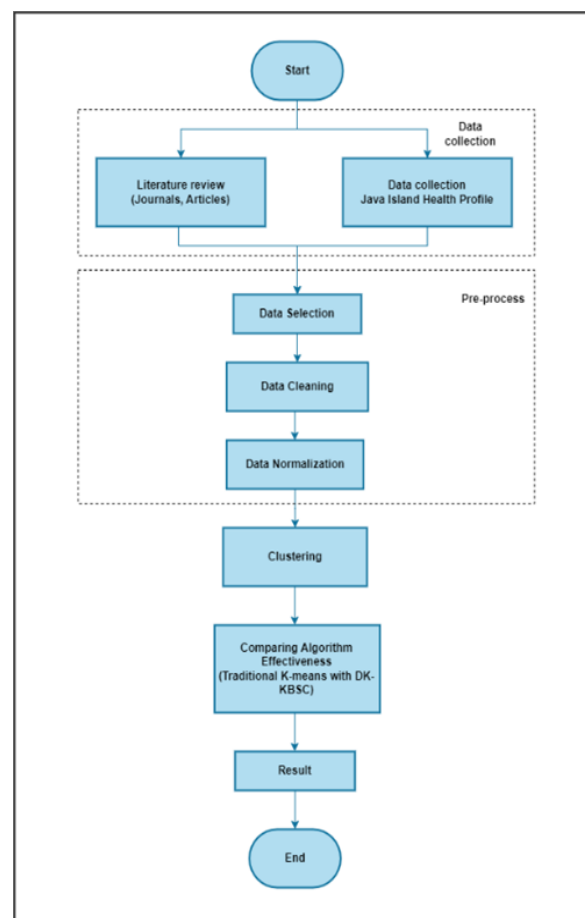 Start
Data
collection
Literature review
(Journals, Articles)
Data collection
Java Island Health Profile
Pre-process
Data Selection
Data Cleaning
Data Normalization
Clustering
Comparing Algorithm
Effectiveness
(Traditional K-means with DK-
KBSC)
Result
End